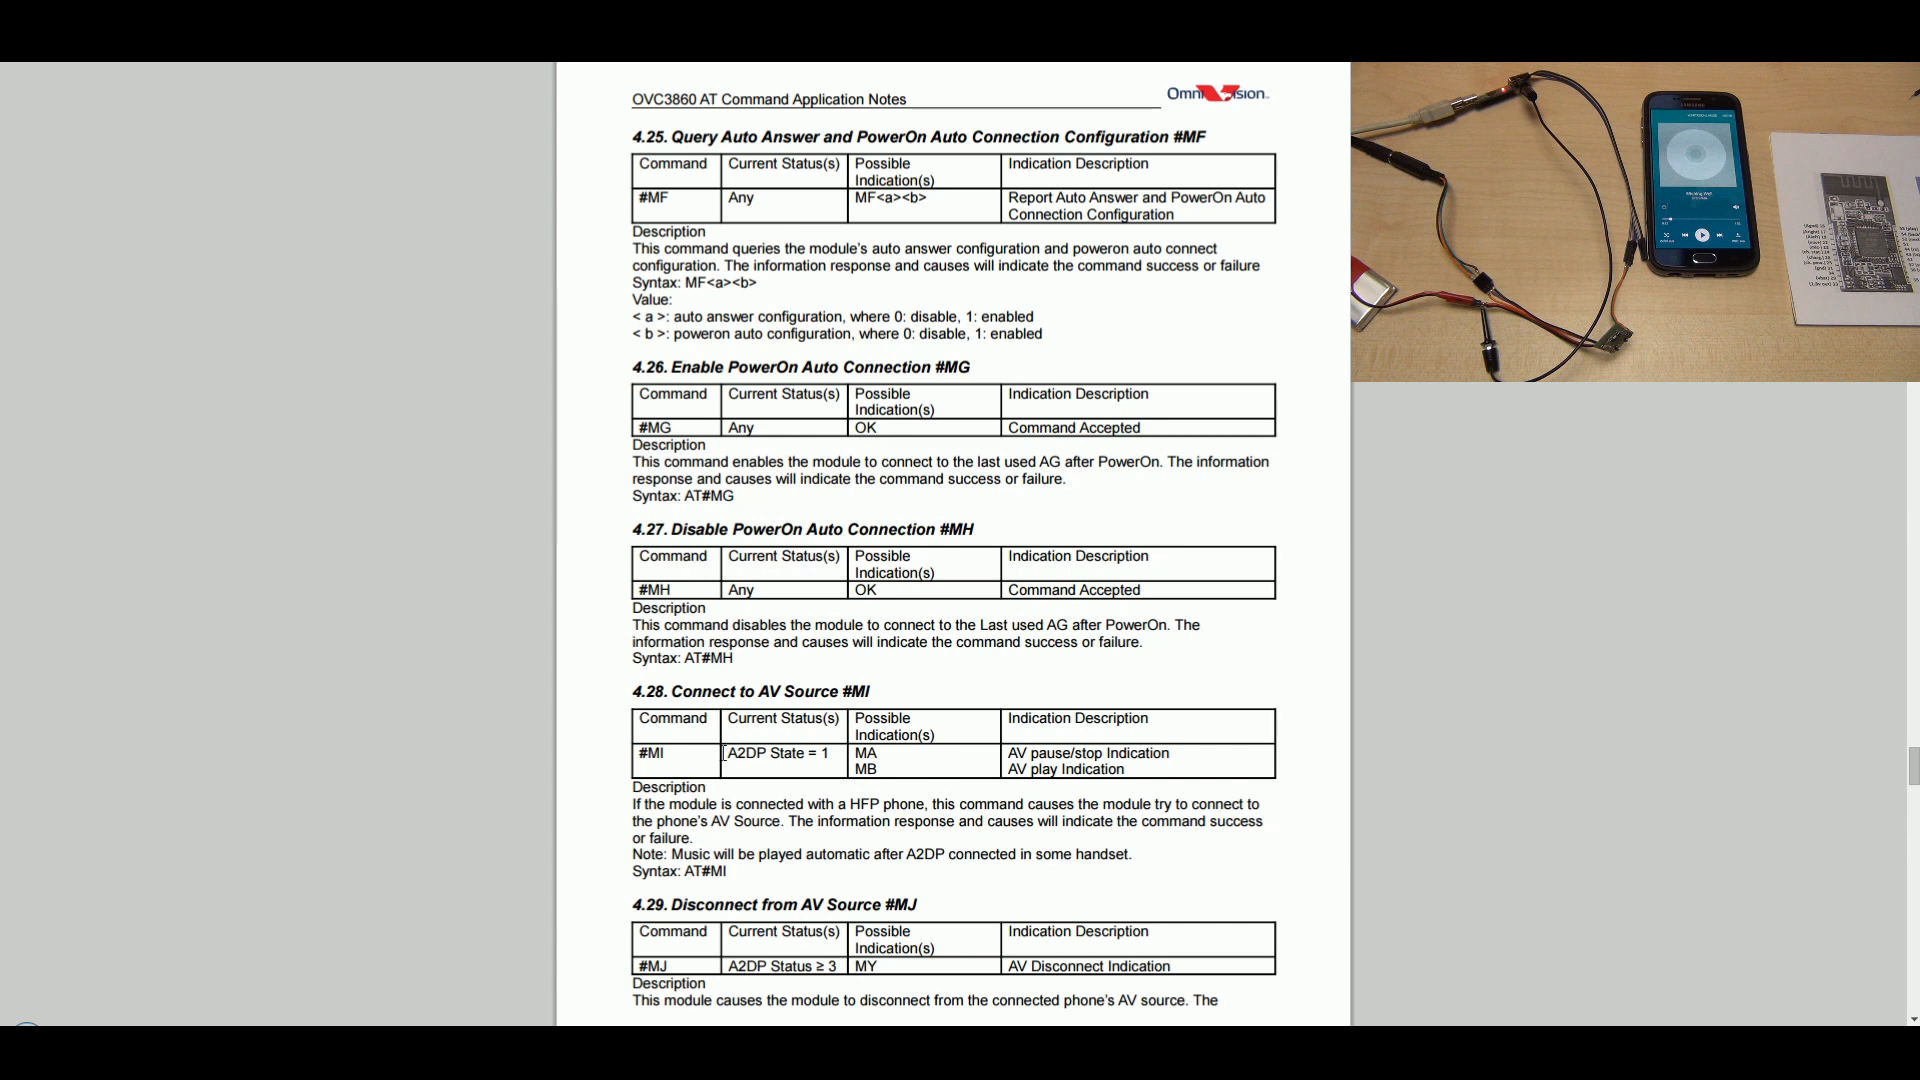 OVC3860 AT Command Application Notes
OmniVision
4.25. Query Auto Answer and PowerOn Auto Connection Configuration #MF
Command Current Status(s) Possible Indication(s) Indication Description
#MF Any MF<a><b> Report Auto Answer and PowerOn Auto Connection Configuration
Description
This command queries the module's auto answer configuration and poweron auto connect
configuration. The information response and causes will indicate the command success or failure
Syntax: MF<a><b>
Value:
< a >: auto answer configuration, where 0: disable, 1: enabled
< b >: poweron auto configuration, where 0: disable, 1: enabled
4.26. Enable PowerOn Auto Connection #MG
Command Current Status(s) Possible Indication(s) Indication Description
#MG Any OK Command Accepted
Description
This command enables the module to connect to the last used AG after PowerOn. The information
response and causes will indicate the command success or failure.
Syntax: AT#MG
4.27. Disable PowerOn Auto Connection #MH
Command Current Status(s) Possible Indication(s) Indication Description
#MH Any OK Command Accepted
Description
This command disables the module to connect to the Last used AG after PowerOn. The
information response and causes will indicate the command success or failure.
Syntax: AT#MH
4.28. Connect to AV Source #MI
Command Current Status(s) Possible Indication(s) Indication Description
#MI A2DP State = 1 MA AV pause/stop Indication
MB AV play Indication
Description
If the module is connected with a HFP phone, this command causes the module try to connect to
the phone's AV Source. The information response and causes will indicate the command success
or failure.
Note: Music will be played automatic after A2DP connected in some handset.
Syntax: AT#MI
4.29. Disconnect from AV Source #MJ
Command Current Status(s) Possible Indication(s) Indication Description
#MJ A2DP Status ≥ 3 MY AV Disconnect Indication
Description
This module causes the module to disconnect from the connected phone's AV source. The
SAMSUNG